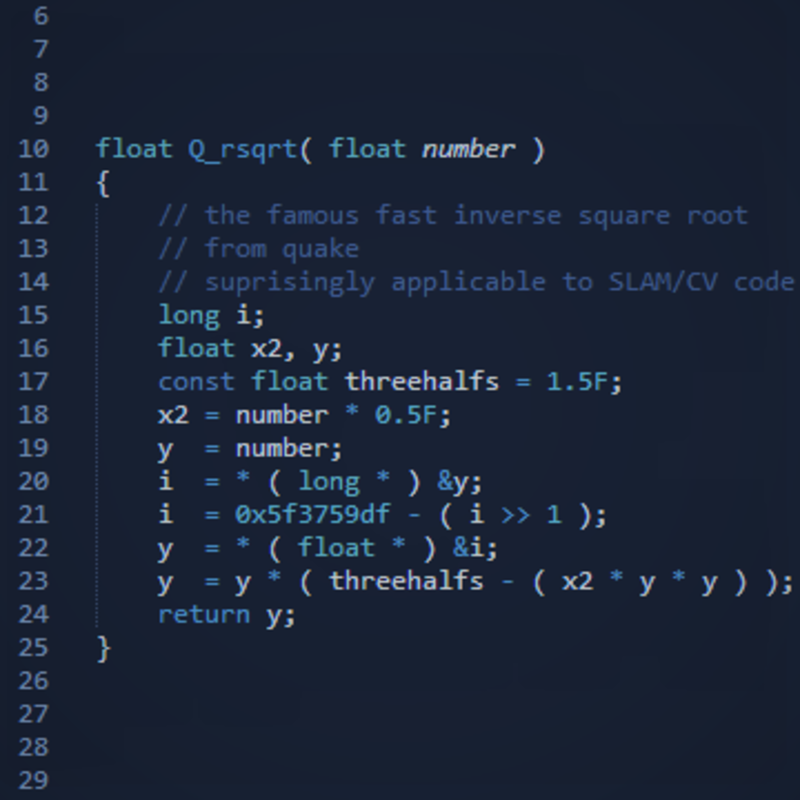 6
7
8
9
10 float Q_rsqrt( float number )
11 {
12     // the famous fast inverse square root
13     // from quake
14     // suprisingly applicable to SLAM/CV code
15     long i;
16     float x2, y;
17     const float threehalfs = 1.5F;
18     x2 = number * 0.5F;
19     y  = number;
20     i  = * ( long * ) &y;
21     i  = 0x5f3759df - ( i >> 1 );
22     y  = * ( float * ) &i;
23     y  = y * ( threehalfs - ( x2 * y * y ) );
24     return y;
25 }
26
27
28
29